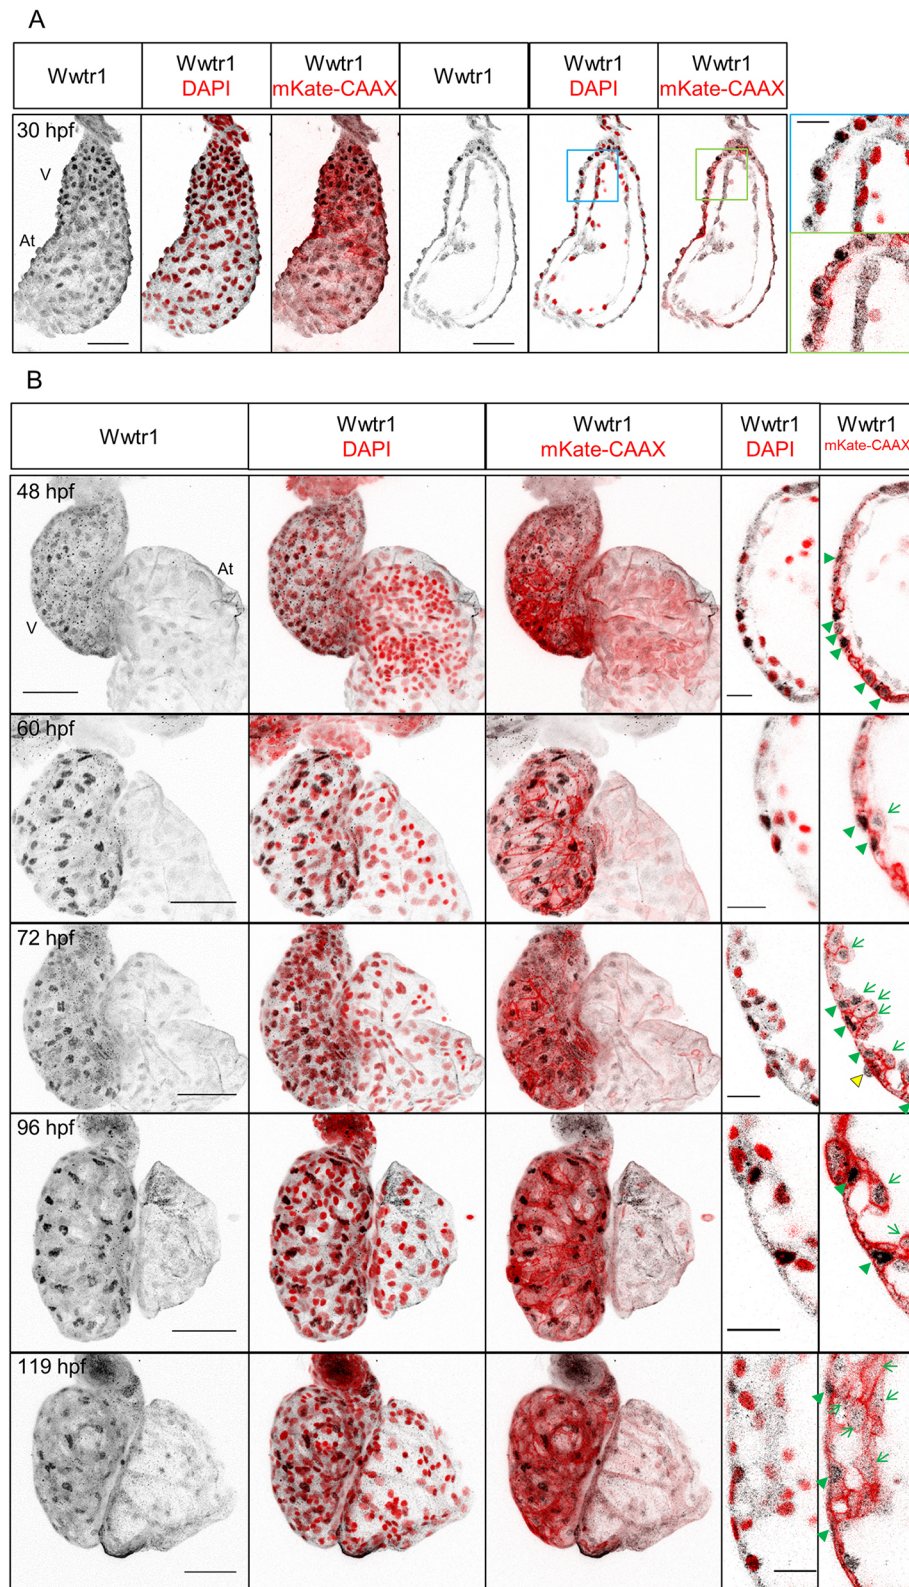 A
Wwtr1
Wwtr1
DAPI
Wwtr1
mKate-CAAX
Wwtr1
Wwtr1
DAPI
Wwtr1
mKate-CAAX
30 hpf
V
At
B
Wwtr1
Wwtr1
DAPI
Wwtr1
mKate-CAAX
Wwtr1
DAPI
Wwtr1
mKate-CAAX
48 hpf
At
V
60 hpf
72 hpf
96 hpf
119 hpf